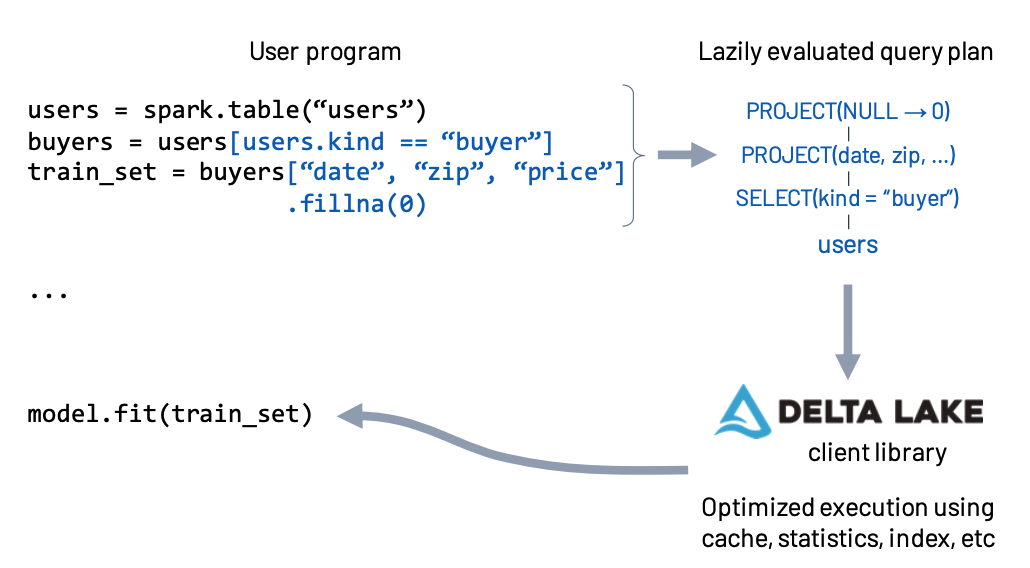 User program
users = spark.table(“users”)
buyers = users[users.kind == “buyer”]
train_set = buyers[“date”, “zip”, “price”]
.fillna(0)
...
model.fit(train_set)
Lazily evaluated query plan
PROJECT(NULL → 0)
PROJECT(date, zip, ...)
SELECT(kind = “buyer”)
users
DELTA LAKE
client library
Optimized execution using
cache, statistics, index, etc